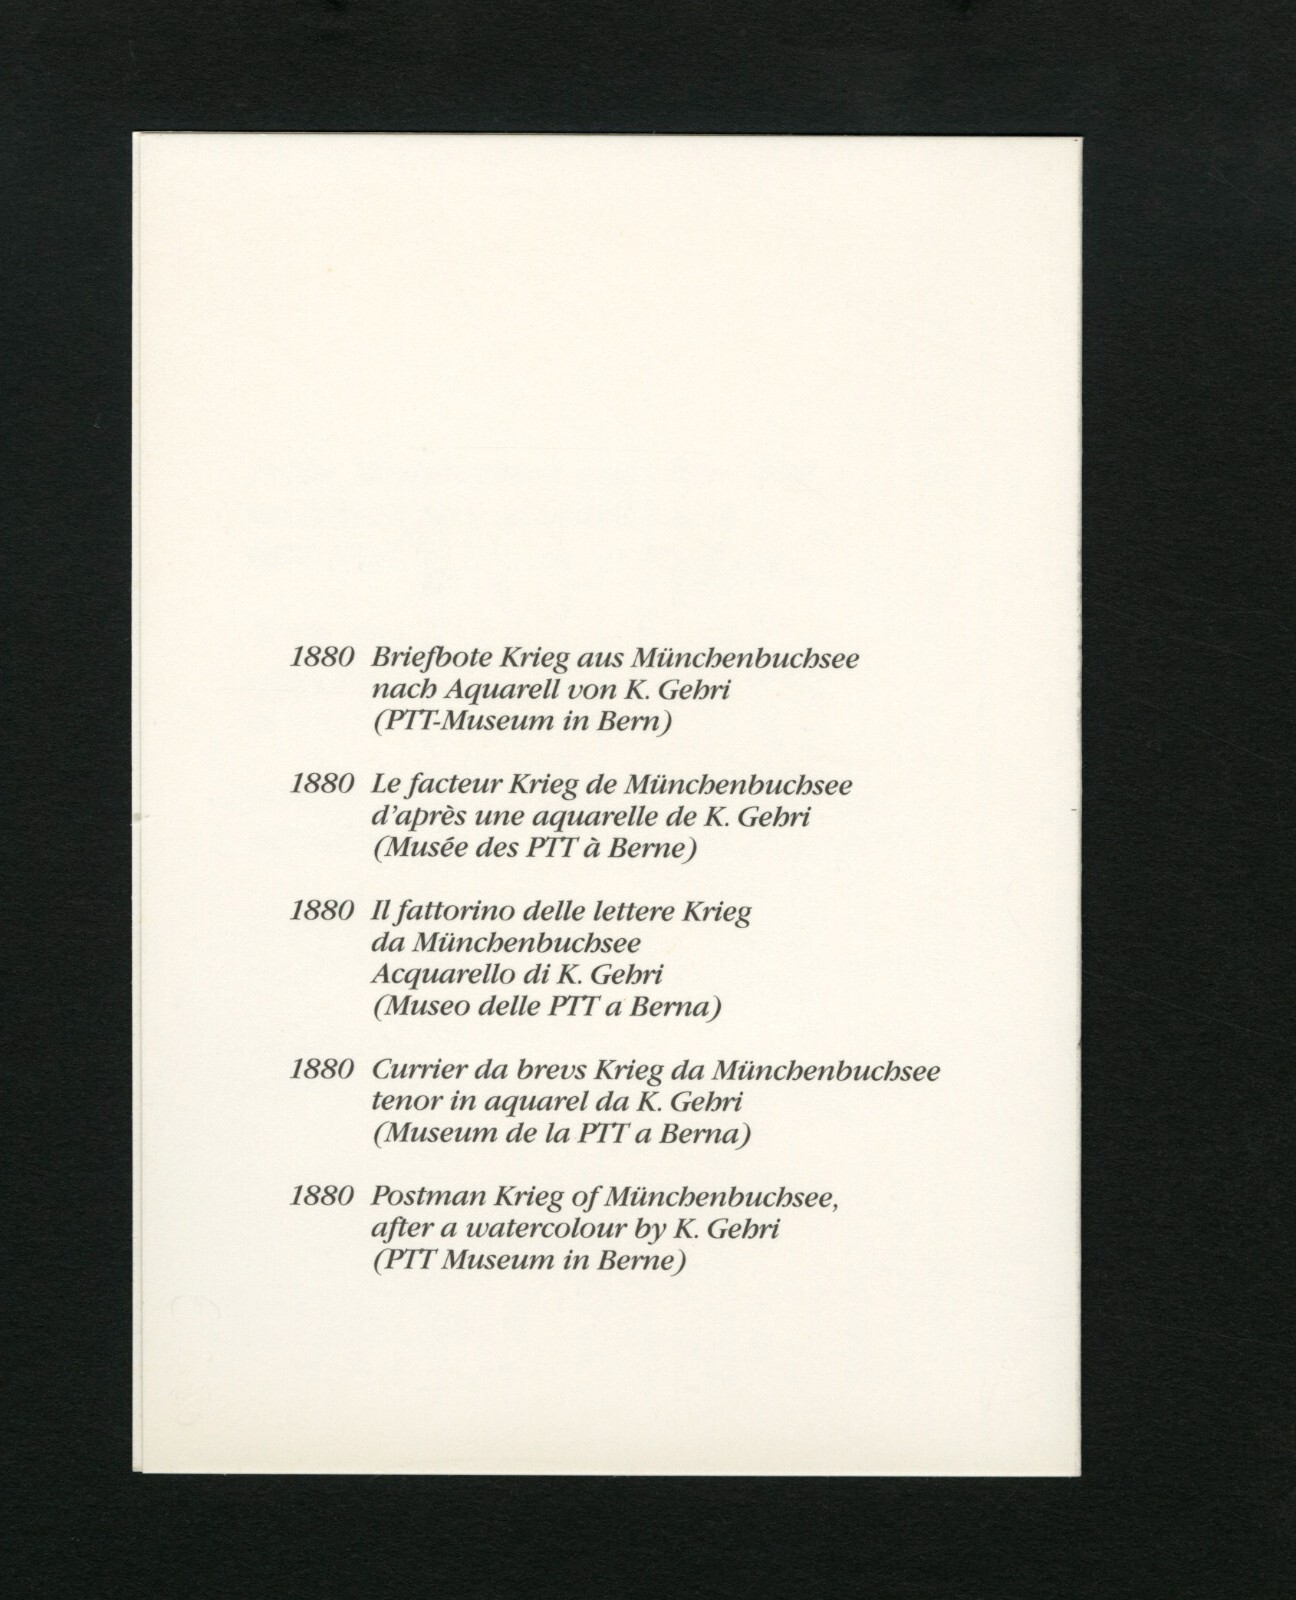 1880 Briefbote Krieg aus Münchenbuchsee
nach Aquarell von K. Gehri
(PTT-Museum in Bern)
1880 Le facteur Krieg de Münchenbuchsee
d'après une aquarelle de K. Gehri
(Musée des PTT à Berne)
1880 Il fattorino delle lettere Krieg
da Münchenbuchsee
Acquarello di K. Gehri
(Museo delle PTT a Berna)
1880 Currier da brevs Krieg da Münchenbuchsee
tenor in aquarel da K. Gehri
(Museum de la PTT a Berna)
1880 Postman Krieg of Münchenbuchsee,
after a watercolour by K. Gehri
(PTT Museum in Berne)